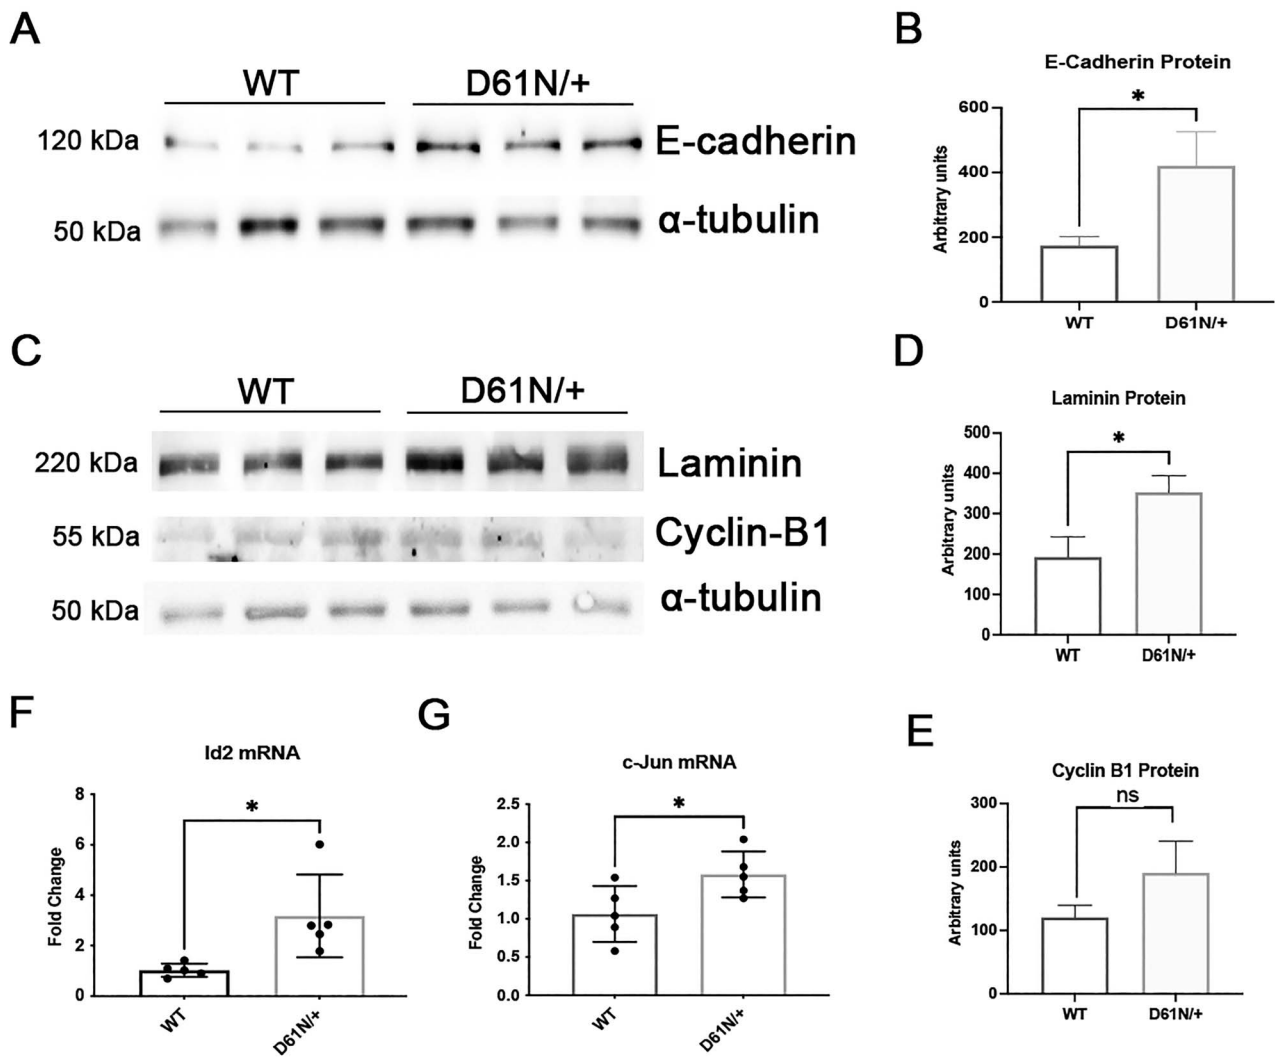 A
WT D61N/+
120 kDa E-cadherin
50 kDa α-tubulin
B
E-Cadherin Protein
*
Arbitrary units
600
400
200
0
WT D61N/+
C
WT D61N/+
220 kDa Laminin
55 kDa Cyclin-B1
50 kDa α-tubulin
D
Laminin Protein
*
Arbitrary units
500
400
300
200
100
0
WT D61N/+
F
Id2 mRNA
*
Fold Change
8
6
4
2
0
WT D61N/+
G
c-Jun mRNA
*
Fold Change
2.5
2.0
1.5
1.0
0.5
0.0
WT D61N/+
E
Cyclin B1 Protein
ns
Arbitrary units
300
200
100
0
WT D61N/+